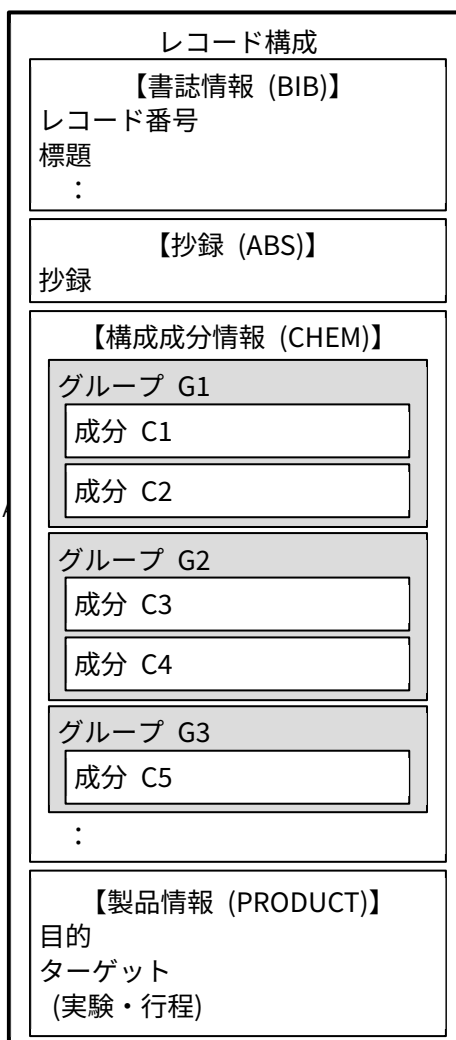 レコード構成
【書誌情報 (BIB)】
レコード番号
標題
：
【抄録 (ABS)】
抄録
【構成成分情報 (CHEM)】
グループ G1
成分 C1
成分 C2
グループ G2
成分 C3
成分 C4
グループ G3
成分 C5
：
【製品情報 (PRODUCT)】
目的
ターゲット
(実験・行程)